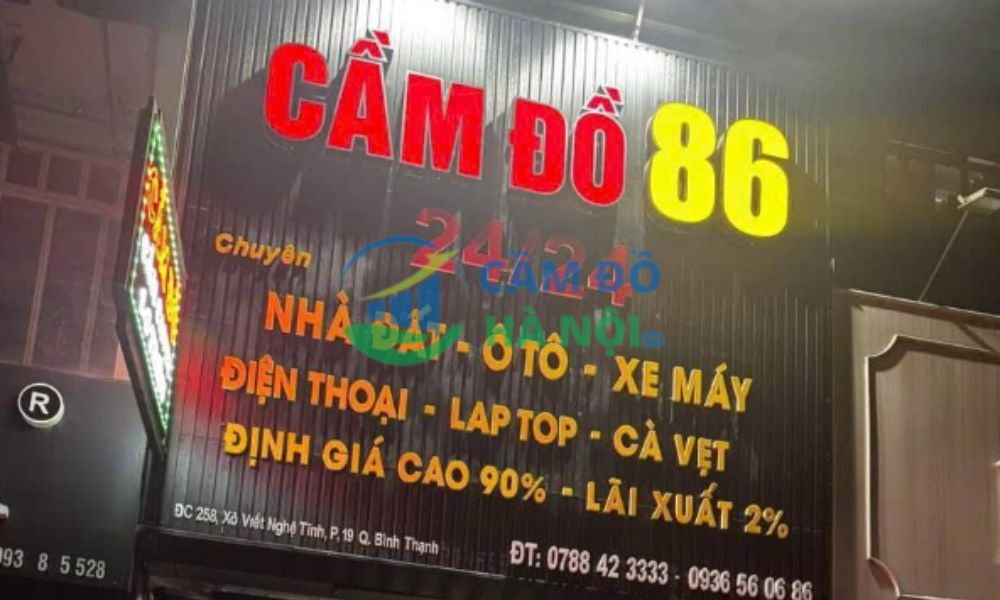 CẦM ĐỒ 86
24/24
CẦM ĐỒ
HÀ NỘI
Chuyên
NHÀ ĐẤT - Ô TÔ - XE MÁY
ĐIỆN THOẠI - LAPTOP - CÀ VẸT
ĐỊNH GIÁ CAO 90% - LÃI XUẤT 2%
ĐC 258, Xô Viết Nghệ Tĩnh, P. 19 Q. Bình Thạnh
ĐT: 0788 42 3333 - 0936 56 06 86
®
93 8 5 528